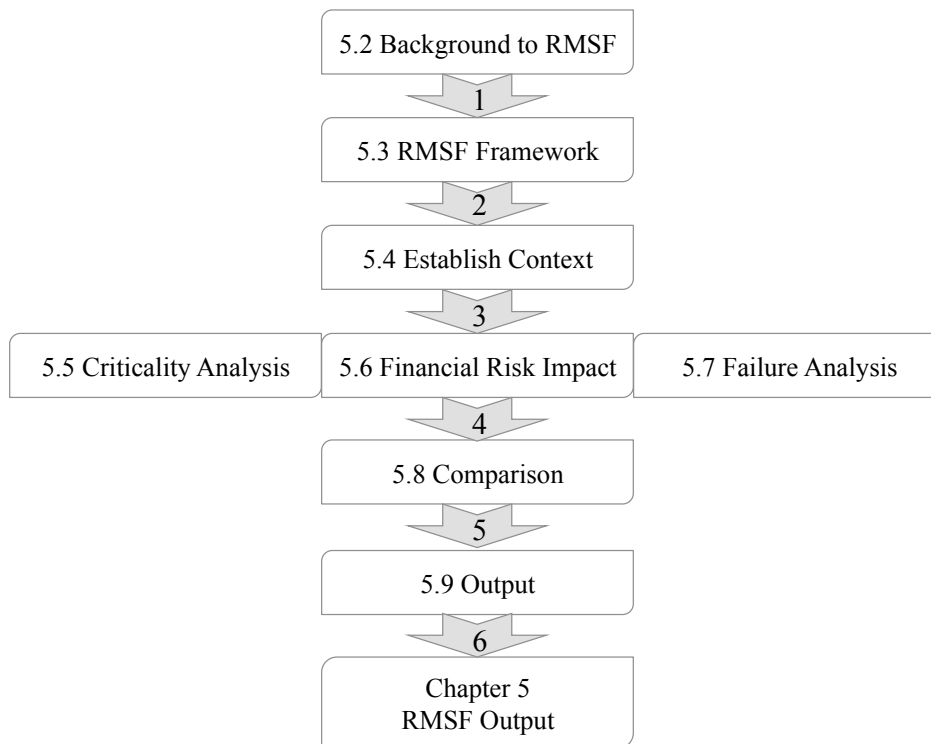 5.2 Background to RMSF
1
5.3 RMSF Framework
2
5.4 Establish Context
3
5.5 Criticality Analysis
5.6 Financial Risk Impact
5.7 Failure Analysis
4
5.8 Comparison
5
5.9 Output
6
Chapter 5
RMSF Output